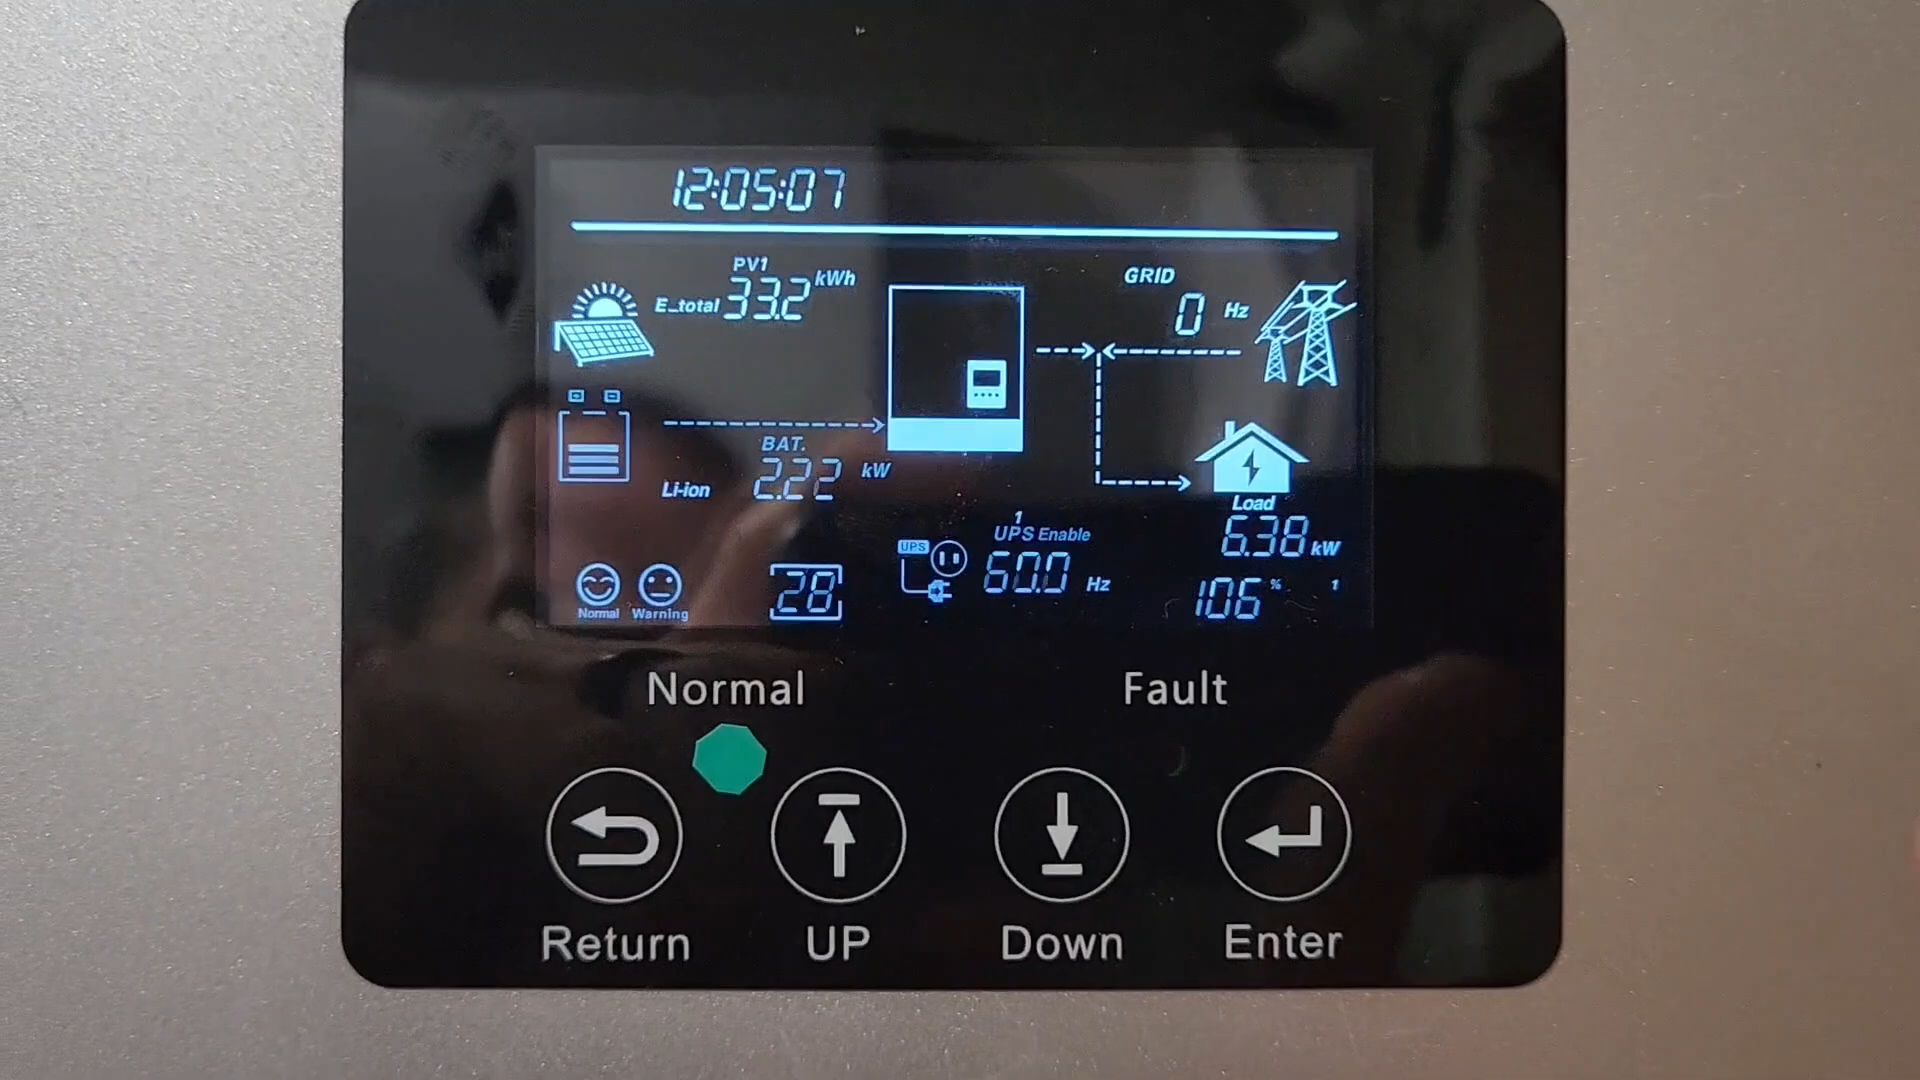 12:05:07
PV1
E_total 33.2 kWh
GRID
0 Hz
BAT.
Li-ion 2.22 kW
Load
6.38 kW
106 % 1
1
UPS Enable
UPS 60.0 Hz
28
Normal Warning
Normal Fault
Return UP Down Enter